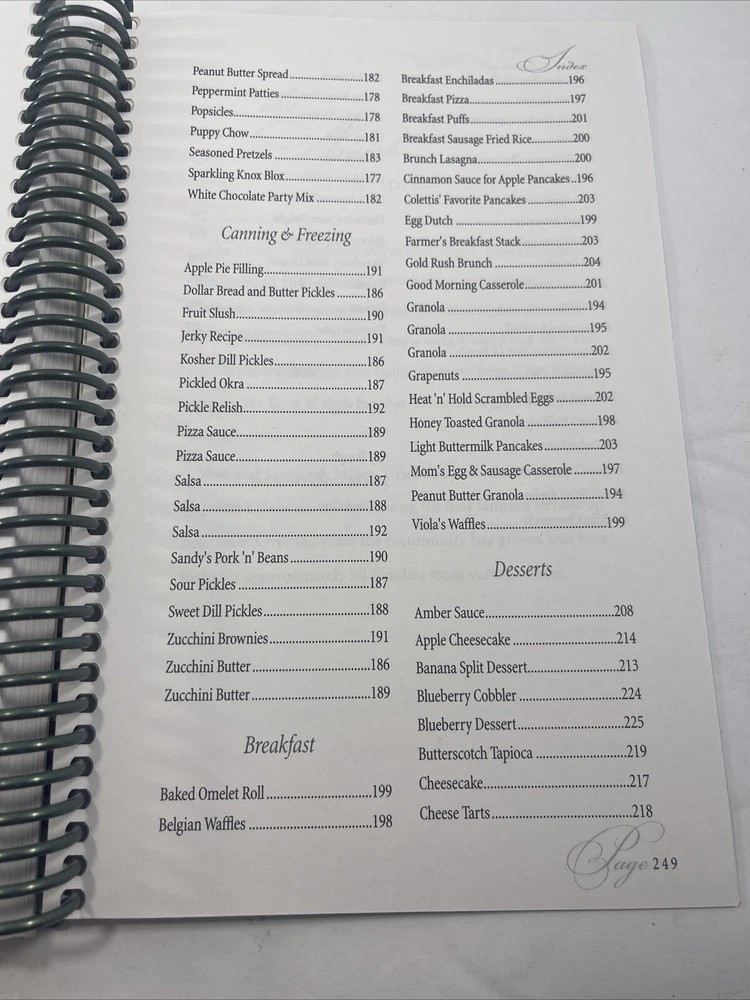 Index
Peanut Butter Spread..........................182
Peppermint Patties ..............................178
Popsicles..............................................178
Puppy Chow........................................181
Seasoned Pretzels ................................183
Sparkling Knox Blox............................177
White Chocolate Party Mix ..................182
Canning & Freezing
Apple Pie Filling..................................191
Dollar Bread and Butter Pickles .........186
Fruit Slush...........................................190
Jerky Recipe.........................................191
Kosher Dill Pickles...............................186
Pickled Okra ........................................187
Pickle Relish.........................................192
Pizza Sauce...........................................189
Pizza Sauce...........................................189
Salsa .....................................................187
Salsa .....................................................188
Salsa .....................................................192
Sandy's Pork 'n' Beans.........................190
Sour Pickles .........................................187
Sweet Dill Pickles.................................188
Zucchini Brownies...............................191
Zucchini Butter....................................186
Zucchini Butter....................................189
Breakfast
Baked Omelet Roll ...............................199
Belgian Waffles ....................................198
Breakfast Enchiladas ...........................196
Breakfast Pizza.....................................197
Breakfast Puffs.....................................201
Breakfast Sausage Fried Rice..............200
Brunch Lasagna...................................200
Cinnamon Sauce for Apple Pancakes..196
Colettis' Favorite Pancakes..................203
Egg Dutch ............................................199
Farmer's Breakfast Stack.....................203
Gold Rush Brunch ...............................204
Good Morning Casserole......................201
Granola ................................................194
Granola ................................................195
Granola ................................................202
Grapenuts ............................................195
Heat 'n' Hold Scrambled Eggs ............202
Honey Toasted Granola .......................198
Light Buttermilk Pancakes..................203
Mom's Egg & Sausage Casserole ........197
Peanut Butter Granola ........................194
Viola's Waffles......................................199
Desserts
Amber Sauce........................................208
Apple Cheesecake ................................214
Banana Split Dessert...........................213
Blueberry Cobbler ...............................224
Blueberry Dessert................................225
Butterscotch Tapioca ..........................219
Cheesecake...........................................217
Cheese Tarts.........................................218
Page 249